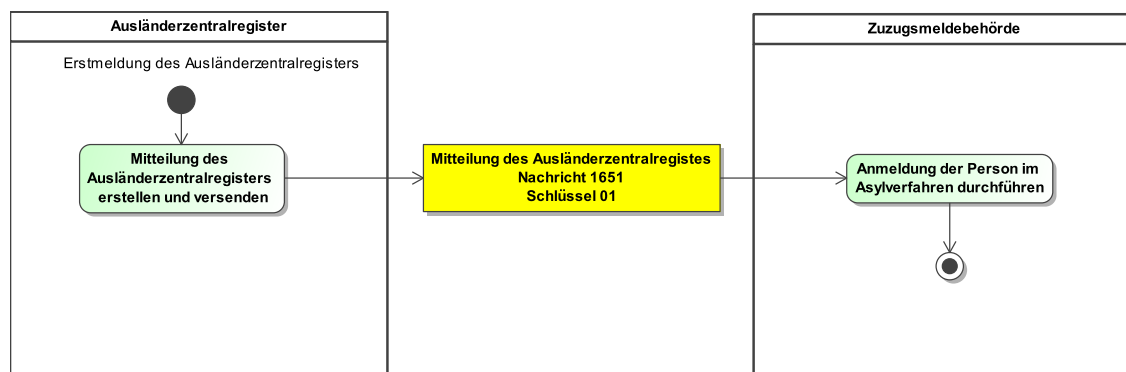 Ausländerzentralregister
Zuzugsmeldebehörde
Erstmeldung des Ausländerzentralregisters
Mitteilung des
Ausländerzentralregisters
erstellen und versenden
Mitteilung des Ausländerzentralregistes
Nachricht 1651
Schlüssel 01
Anmeldung der Person im
Asylverfahren durchführen